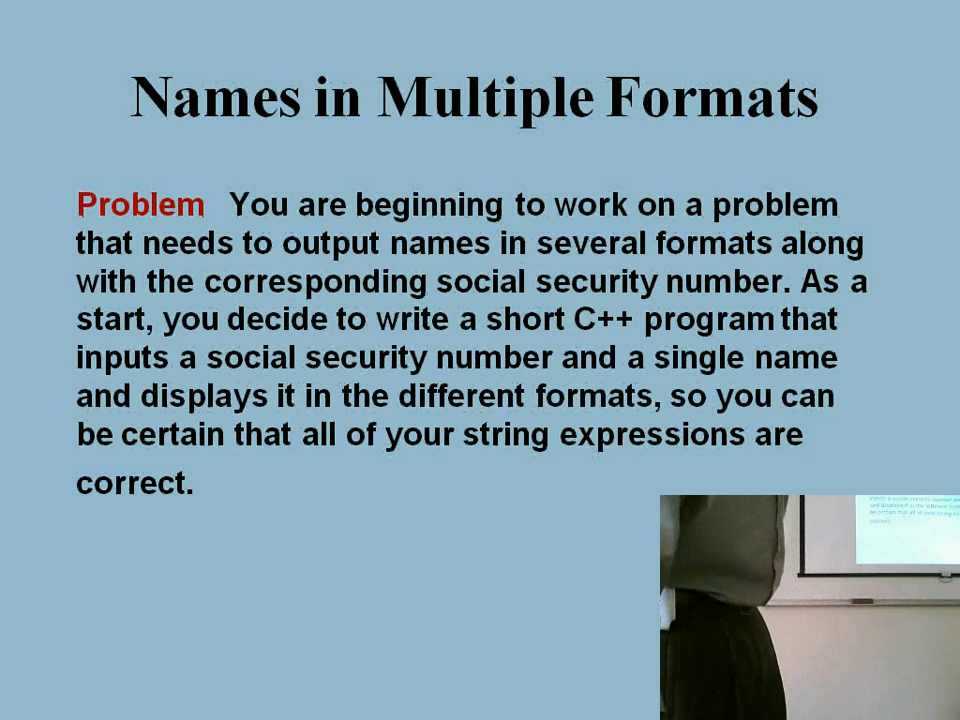 Names in Multiple Formats
Problem You are beginning to work on a problem
that needs to output names in several formats along
with the corresponding social security number. As a
start, you decide to write a short C++ program that
inputs a social security number and a single name
and displays it in the different formats, so you can
be certain that all of your string expressions are
correct.